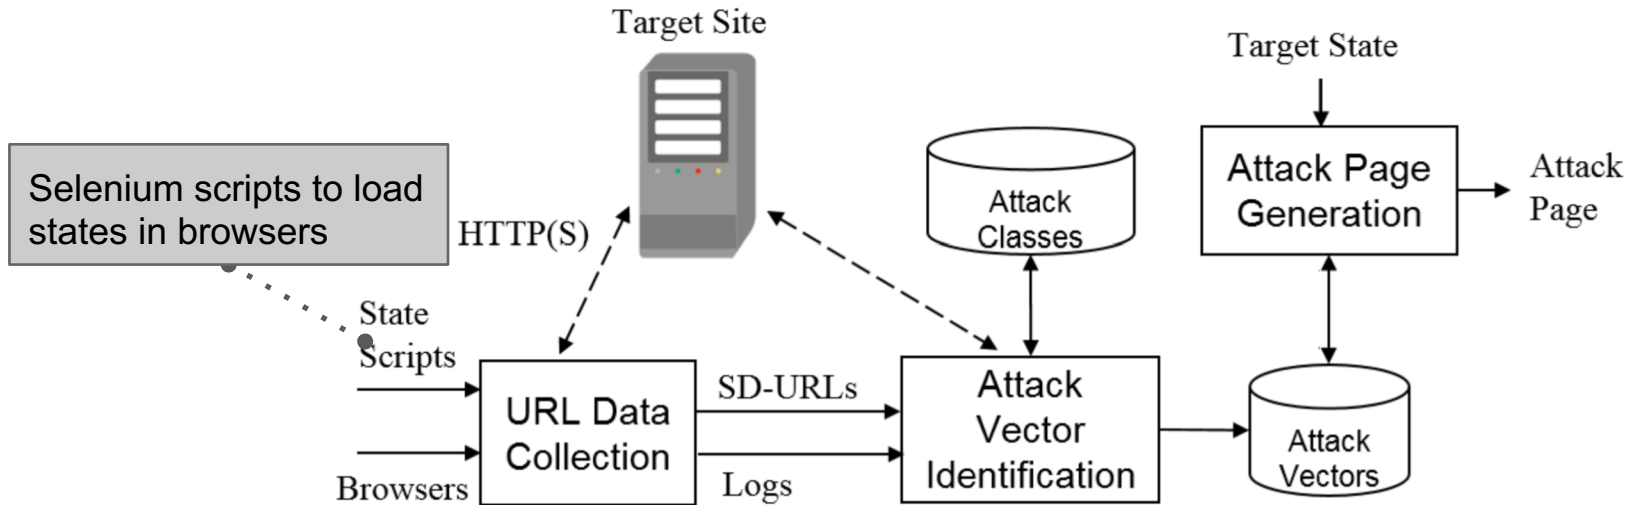 Target Site
Target State
Selenium scripts to load
states in browsers
HTTP(S)
Attack
Classes
Attack Page
Generation
Attack
Page
State
Scripts
Browsers
URL Data
Collection
SD-URLs
Logs
Attack
Vector
Identification
Attack
Vectors